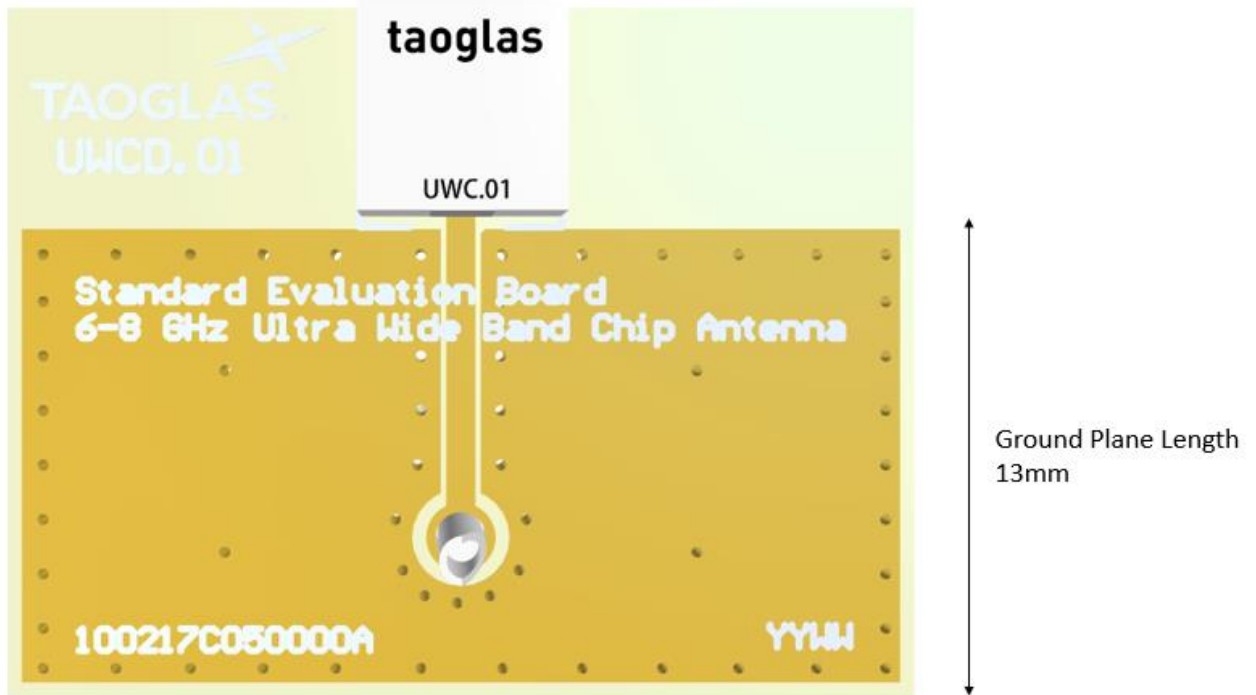 taoglas
TAOGLAS
UWCD.01
UWC.01
Standard Evaluation Board
6-8 GHz Ultra Wide Band Chip Antenna
Ground Plane Length
13mm
100217C050000A
YYWW